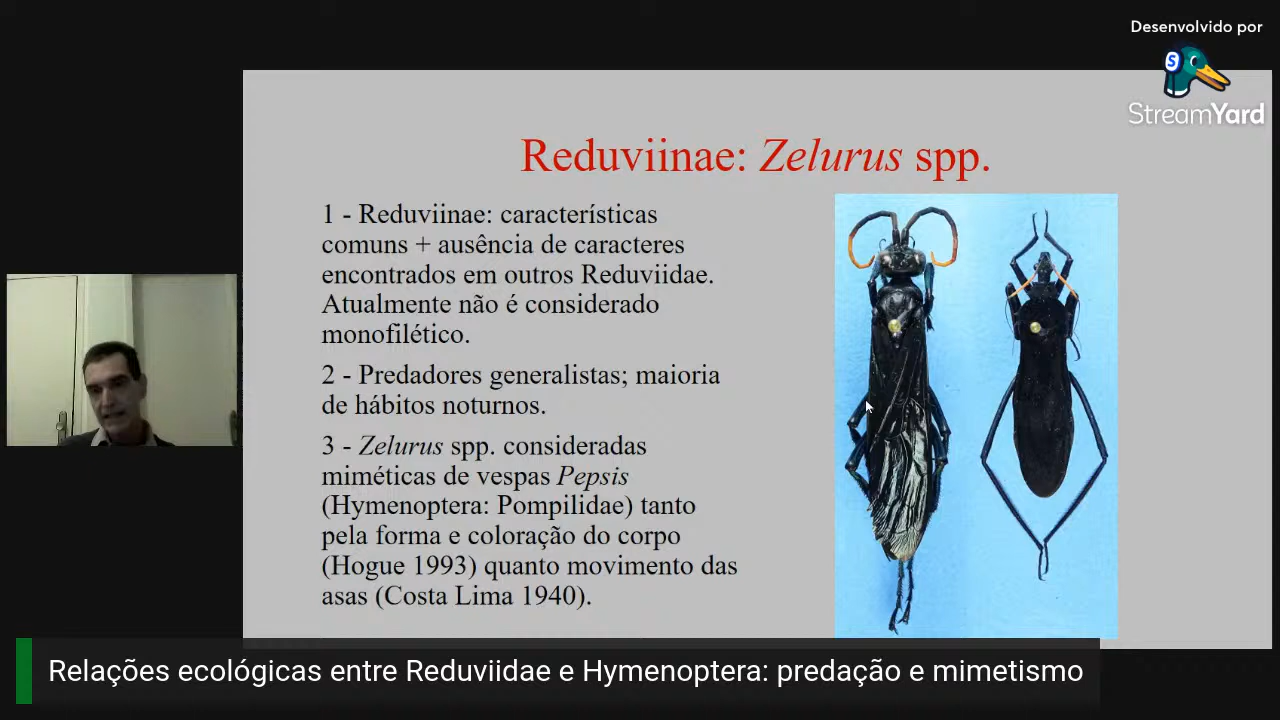 Desenvolvido por
StreamYard
Reduviinae: Zelurus spp.
1 - Reduviinae: características
comuns + ausência de caracteres
encontrados em outros Reduviidae.
Atualmente não é considerado
monofilético.
2 - Predadores generalistas; maioria
de hábitos noturnos.
3 - Zelurus spp. consideradas
miméticas de vespas Pepsis
(Hymenoptera: Pompilidae) tanto
pela forma e coloração do corpo
(Hogue 1993) quanto movimento das
asas (Costa Lima 1940).
Relações ecológicas entre Reduviidae e Hymenoptera: predação e mimetismo